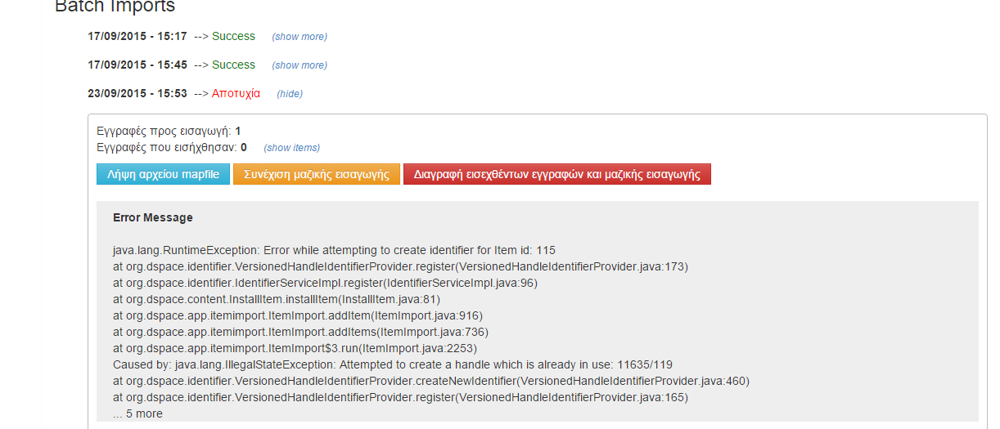 Batch Imports
17/09/2015 - 15:17 --> Success (show more)
17/09/2015 - 15:45 --> Success (show more)
23/09/2015 - 15:53 --> Αποτυχία (hide)
Εγγραφές προς εισαγωγή: 1
Εγγραφές που εισήχθησαν: 0 (show items)
Λήψη αρχείου mapfile Συνέχιση μαζικής εισαγωγής Διαγραφή εισεχθέντων εγγραφών και μαζικής εισαγωγής
Error Message
java.lang.RuntimeException: Error while attempting to create identifier for Item id: 115
at org.dspace.identifier.VersionedHandleIdentifierProvider.register(VersionedHandleIdentifierProvider.java:173)
at org.dspace.identifier.IdentifierServiceImpl.register(IdentifierServiceImpl.java:96)
at org.dspace.content.InstallItem.installItem(InstallItem.java:81)
at org.dspace.app.itemimport.ItemImport.addItem(ItemImport.java:916)
at org.dspace.app.itemimport.ItemImport.addItems(ItemImport.java:736)
at org.dspace.app.itemimport.ItemImport$3.run(ItemImport.java:2253)
Caused by: java.lang.IllegalStateException: Attempted to create a handle which is already in use: 11635/119
at org.dspace.identifier.VersionedHandleIdentifierProvider.createNewIdentifier(VersionedHandleIdentifierProvider.java:460)
at org.dspace.identifier.VersionedHandleIdentifierProvider.register(VersionedHandleIdentifierProvider.java:165)
... 5 more